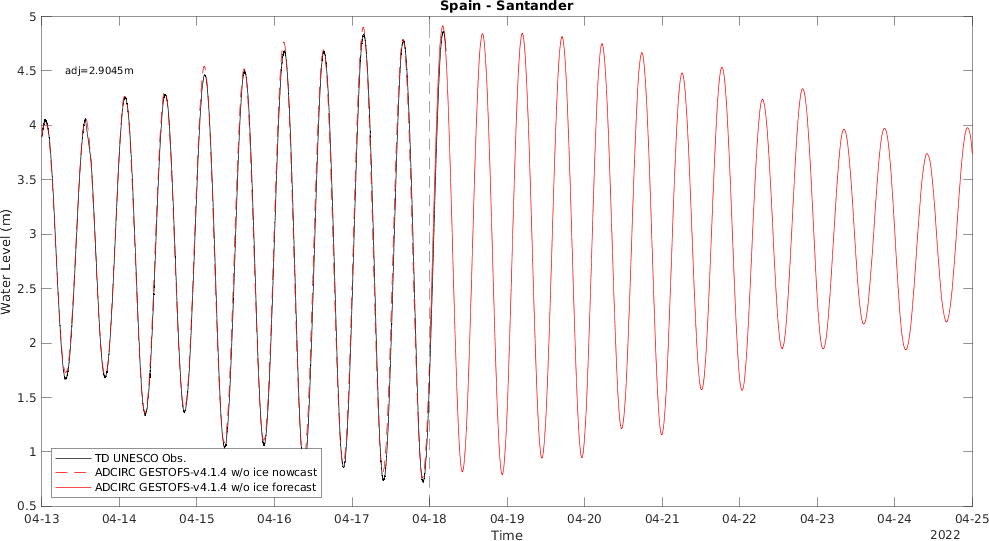 Spain - Santander
adj=2.9045m
Water Level (m)
5
4.5
4
3.5
3
2.5
2
1.5
1
0.5
TD UNESCO Obs.
ADCIRC GESTOFS-v4.1.4 w/o ice nowcast
ADCIRC GESTOFS-v4.1.4 w/o ice forecast
04-13 04-14 04-15 04-16 04-17 04-18 04-19 04-20 04-21 04-22 04-23 04-24 04-25
Time
2022